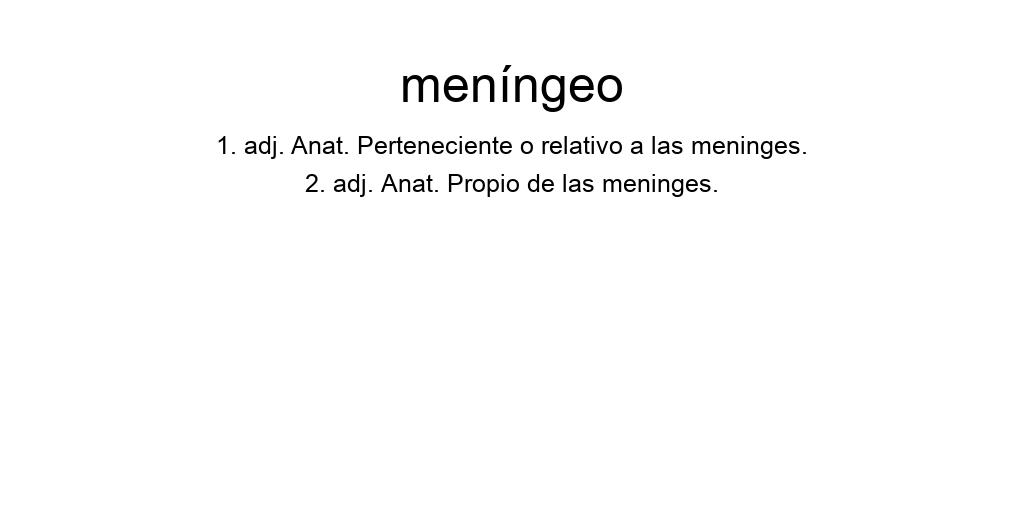 meníngeo
1. adj. Anat. Perteneciente o relativo a las meninges.
2. adj. Anat. Propio de las meninges.